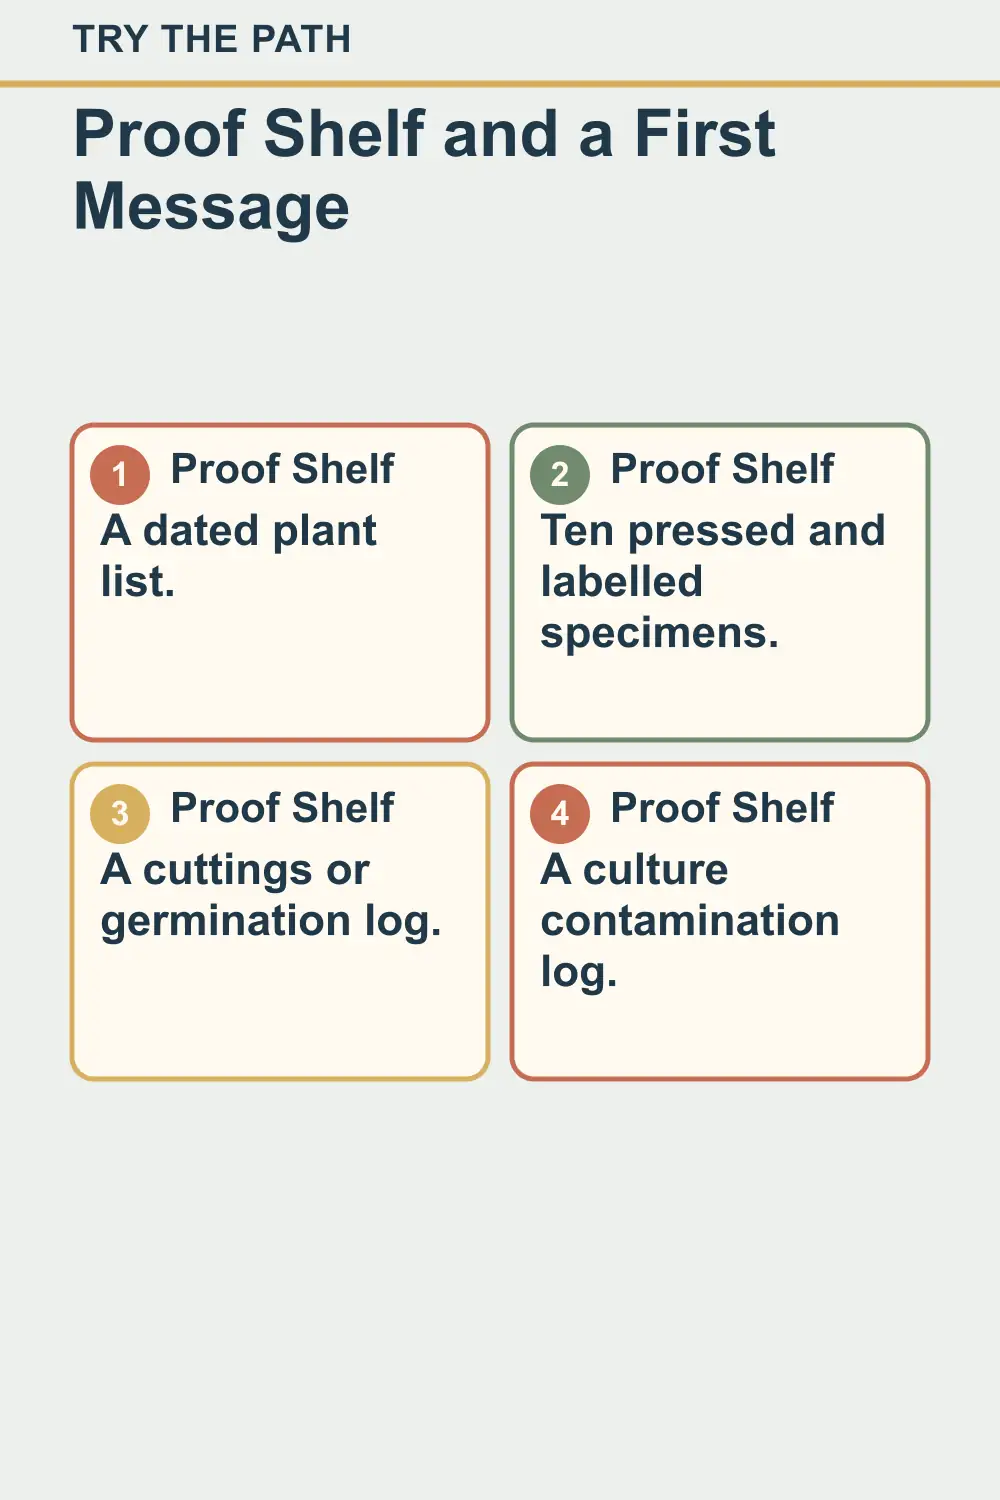 TRY THE PATH
Proof Shelf and a First
Message
1 Proof Shelf
A dated plant
list.
2 Proof Shelf
Ten pressed and
labelled
specimens.
3 Proof Shelf
A cuttings or
germination log.
4 Proof Shelf
A culture
contamination
log.